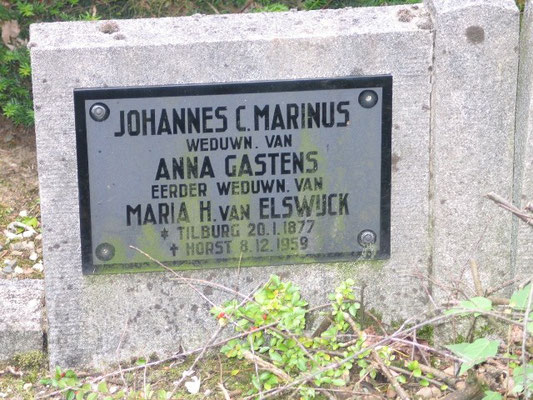 JOHANNES C. MARINUS
WEDUWN. VAN
ANNA GASTENS
EERDER WEDUWN. VAN
MARIA H. VAN ELSWIJCK
* TILBURG 20.1.1877
† HORST 8.12.1959